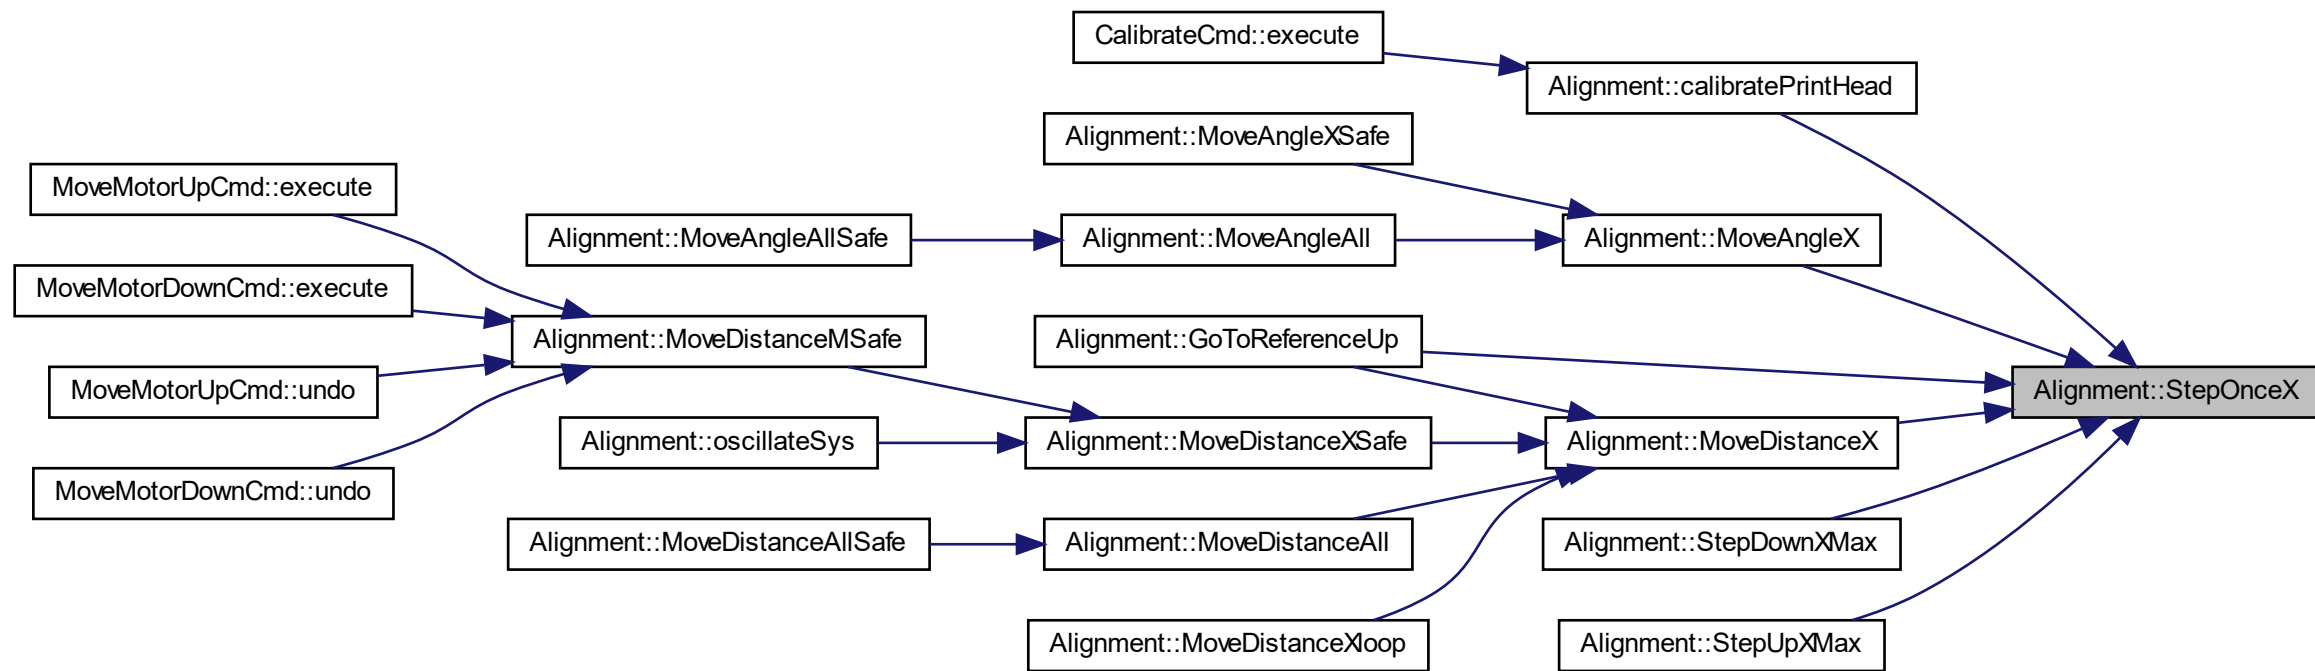 CalibrateCmd::execute
Alignment::calibratePrintHead
Alignment::MoveAngleXSafe
MoveMotorUpCmd::execute
Alignment::MoveAngleAllSafe
Alignment::MoveAngleAll
Alignment::MoveAngleX
MoveMotorDownCmd::execute
Alignment::MoveDistanceMSafe
Alignment::GoToReferenceUp
MoveMotorUpCmd::undo
Alignment::StepOnceX
Alignment::oscillateSys
Alignment::MoveDistanceXSafe
Alignment::MoveDistanceX
MoveMotorDownCmd::undo
Alignment::MoveDistanceAllSafe
Alignment::MoveDistanceAll
Alignment::StepDownXMax
Alignment::MoveDistanceXloop
Alignment::StepUpXMax